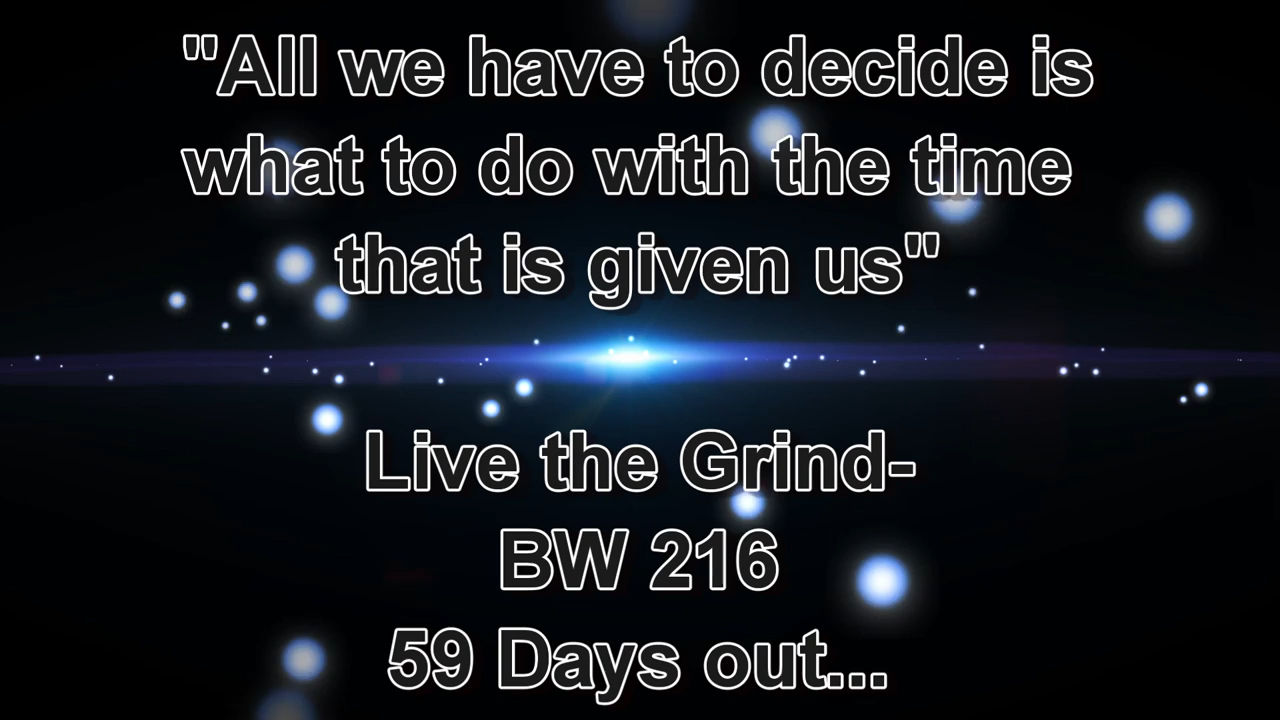 "All we have to decide is
what to do with the time
that is given us"
Live the Grind-
BW 216
59 Days out...